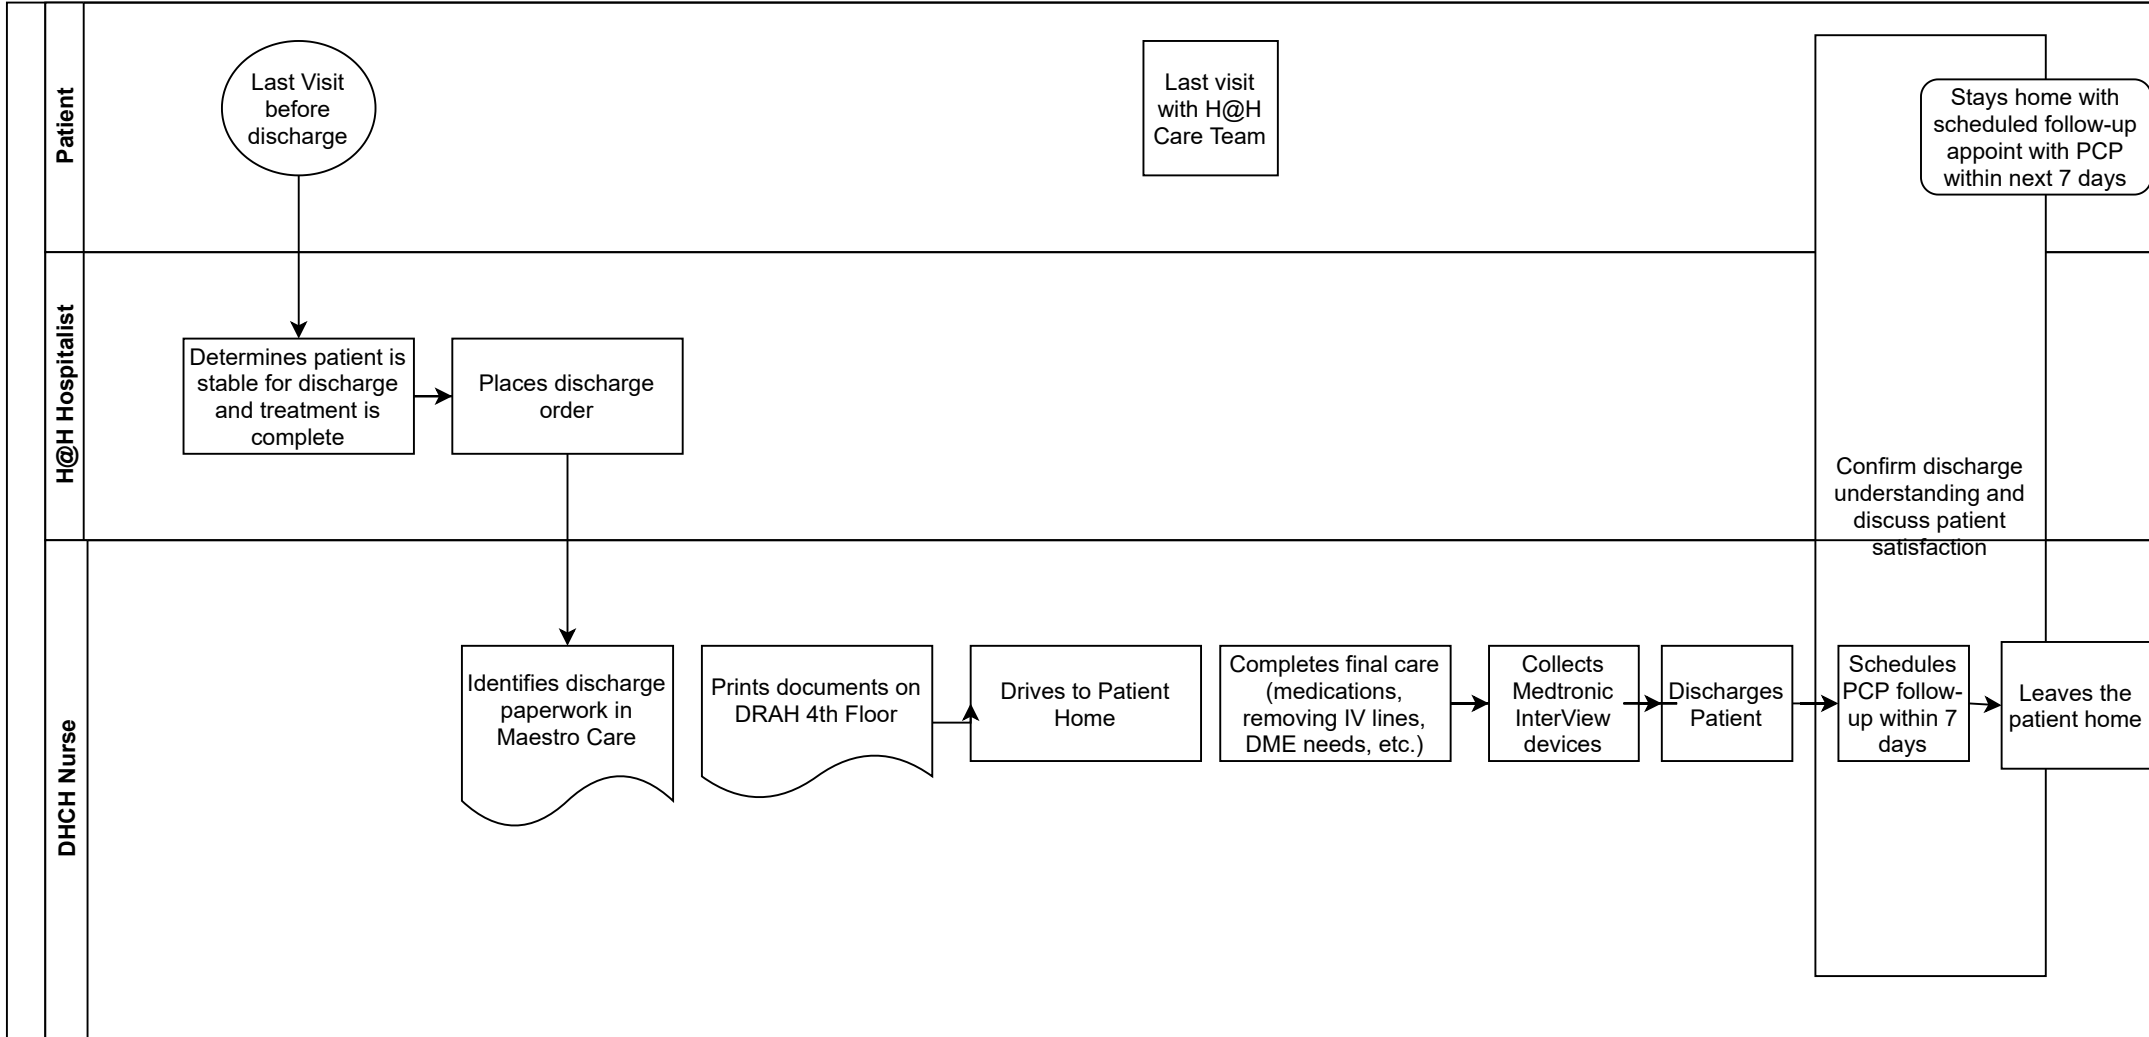 Patient
Last Visit
before
discharge
Last visit
with H@H
Care Team
Stays home with
scheduled follow-up
appoint with PCP
within next 7 days
H@H Hospitalist
Determines patient is
stable for discharge
and treatment is
complete
Places discharge
order
Confirm discharge
understanding and
discuss patient
satisfaction
DHCH Nurse
Identifies discharge
paperwork in
Maestro Care
Prints documents on
DRAH 4th Floor
Drives to Patient
Home
Completes final care
(medications,
removing IV lines,
DME needs, etc.)
Collects
Medtronic
InterView
devices
Discharges
Patient
Schedules
PCP follow-
up within 7
days
Leaves the
patient home